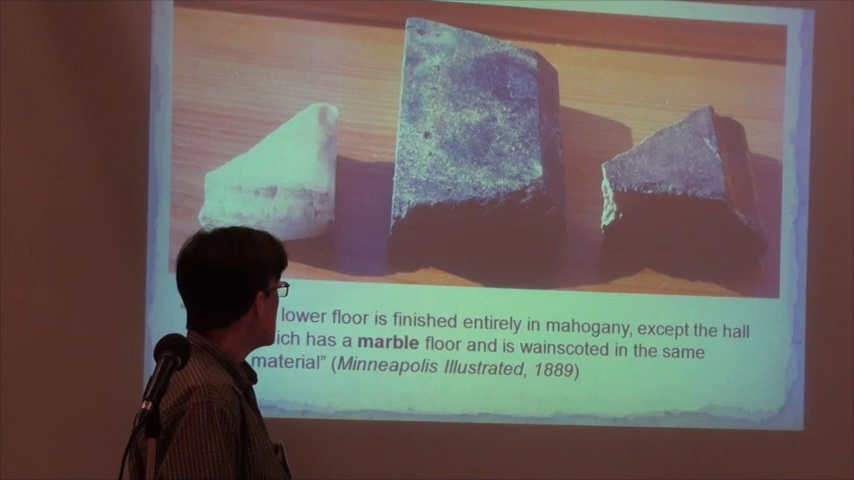 lower floor is finished entirely in mahogany, except the hall
has a marble floor and is wainscoted in the same
material” (Minneapolis Illustrated, 1889)